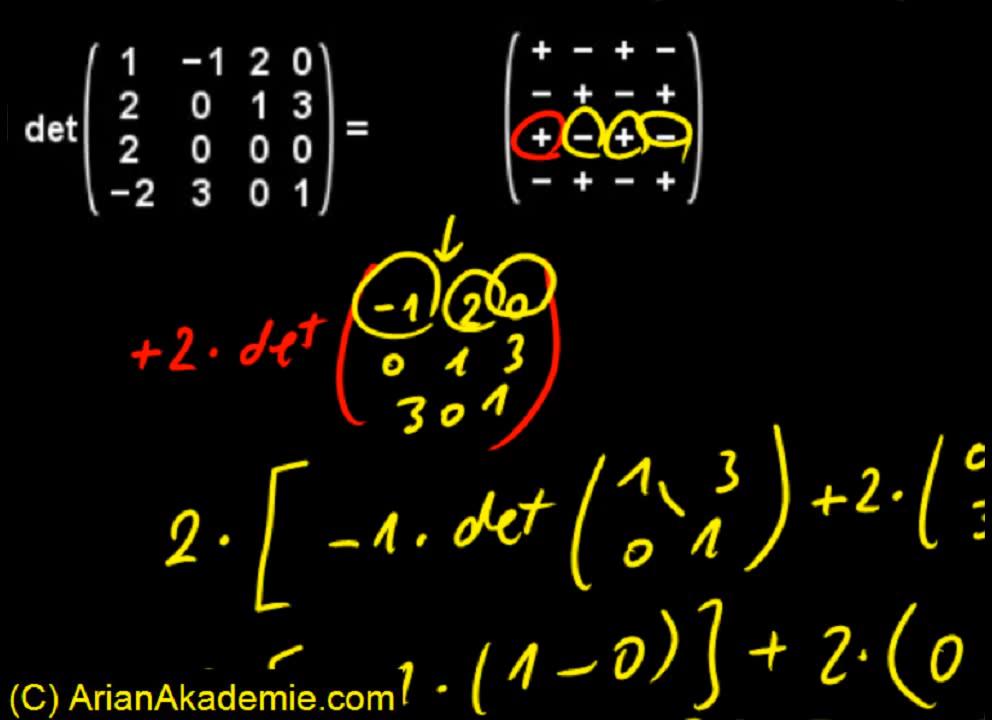 det ( 1 −1 2 0 ) = ( + − + − )
( 2 0 1 3 ) ( − + − + )
( 2 0 0 0 ) ( + − + − )
( −2 3 0 1 ) ( − + − + )
+2 · det ( −1 2 0 )
( 0 1 3 )
( 3 0 1 )
2 · [ −1 · det ( 1 3 ) +2 · (
( 0 1 )
· (1−0) ] + 2 · ( 0
(C) ArianAkademie.com